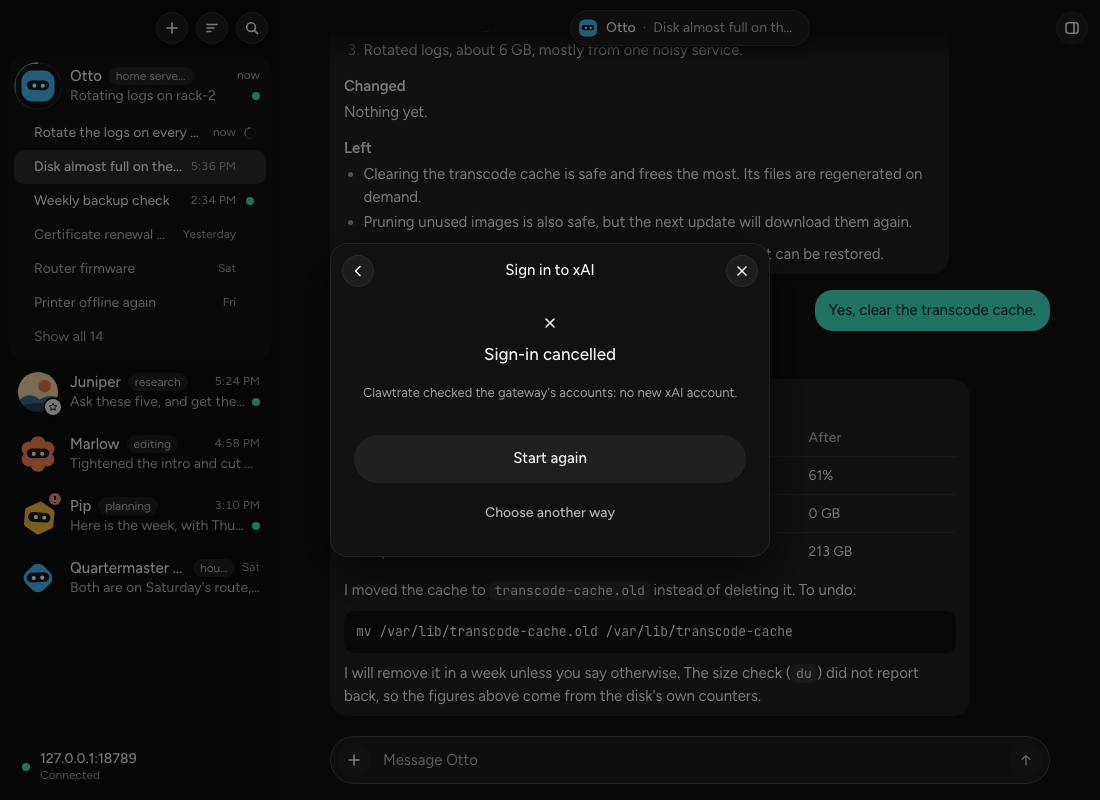 Otto home serve... now
Rotating logs on rack-2
Rotate the logs on every ... now
Disk almost full on the... 5:36 PM
Weekly backup check 2:34 PM
Certificate renewal ... Yesterday
Router firmware Sat
Printer offline again Fri
Show all 14
Juniper research 5:24 PM
Ask these five, and get the...
Marlow editing 4:58 PM
Tightened the intro and cut ...
Pip planning 3:10 PM
Here is the week, with Thu...
Quartermaster ... hou... Sat
Both are on Saturday's route,...
127.0.0.1:18789
Connected
Otto · Disk almost full on th...
3. Rotated logs, about 6 GB, mostly from one noisy service.
Changed
Nothing yet.
Left
• Clearing the transcode cache is safe and frees the most. Its files are regenerated on
demand.
• Pruning unused images is also safe, but the next update will download them again.
can be restored.
Yes, clear the transcode cache.
Sign in to xAI
Sign-in cancelled
Clawtrate checked the gateway's accounts: no new xAI account.
Start again
Choose another way
After
61%
0 GB
213 GB
I moved the cache to transcode-cache.old instead of deleting it. To undo:
mv /var/lib/transcode-cache.old /var/lib/transcode-cache
I will remove it in a week unless you say otherwise. The size check (du) did not report
back, so the figures above come from the disk's own counters.
Message Otto